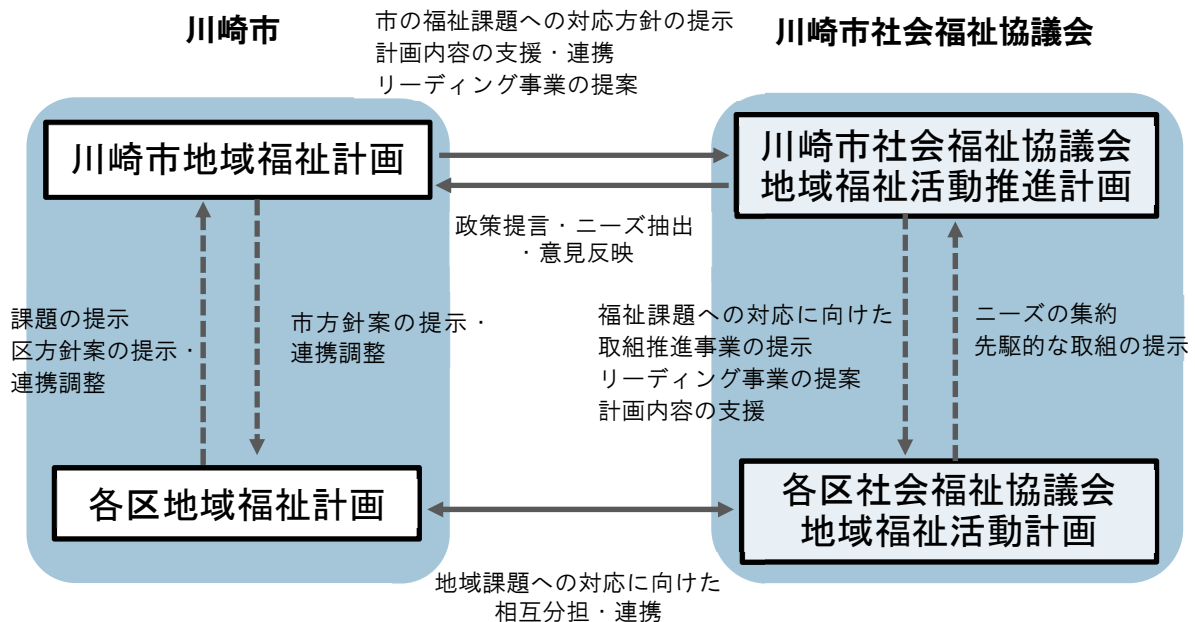 川崎市
市の福祉課題への対応方針の提示
計画内容の支援・連携
リーディング事業の提案
川崎市社会福祉協議会
川崎市地域福祉計画
川崎市社会福祉協議会
地域福祉活動推進計画
政策提言・ニーズ抽出
・意見反映
課題の提示
区方針案の提示・
連携調整
市方針案の提示・
連携調整
福祉課題への対応に向けた
取組推進事業の提示
リーディング事業の提案
計画内容の支援
ニーズの集約
先駆的な取組の提示
各区地域福祉計画
各区社会福祉協議会
地域福祉活動計画
地域課題への対応に向けた
相互分担・連携